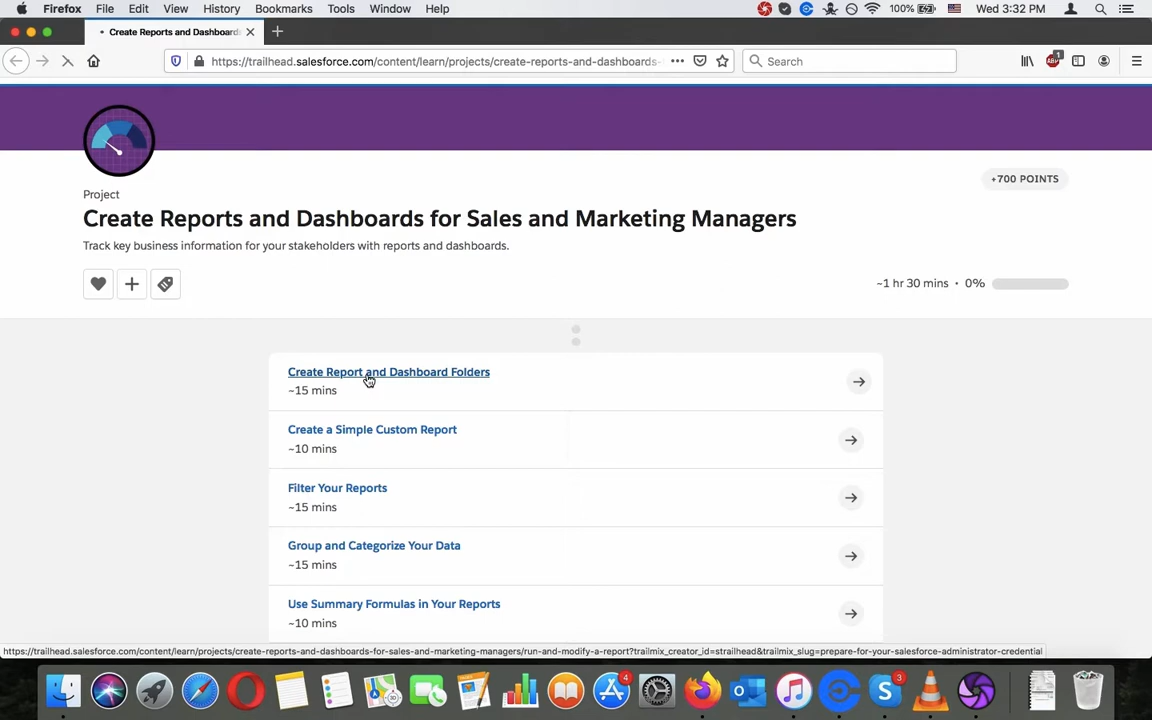 Firefox File Edit View History Bookmarks Tools Window Help 100% Wed 3:32 PM
Create Reports and Dashboard
https://trailhead.salesforce.com/content/learn/projects/create-reports-and-dashboards- Search
1
ABP
+700 POINTS
Project
Create Reports and Dashboards for Sales and Marketing Managers
Track key business information for your stakeholders with reports and dashboards.
~1 hr 30 mins • 0%
Create Report and Dashboard Folders
~15 mins
Create a Simple Custom Report
~10 mins
Filter Your Reports
~15 mins
Group and Categorize Your Data
~15 mins
Use Summary Formulas in Your Reports
~10 mins
https://trailhead.salesforce.com/content/learn/projects/create-reports-and-dashboards-for-sales-and-marketing-managers/run-and-modify-a-report?trailmix_creator_id=strailhead&trailmix_slug=prepare-for-your-salesforce-administrator-credential
4
3